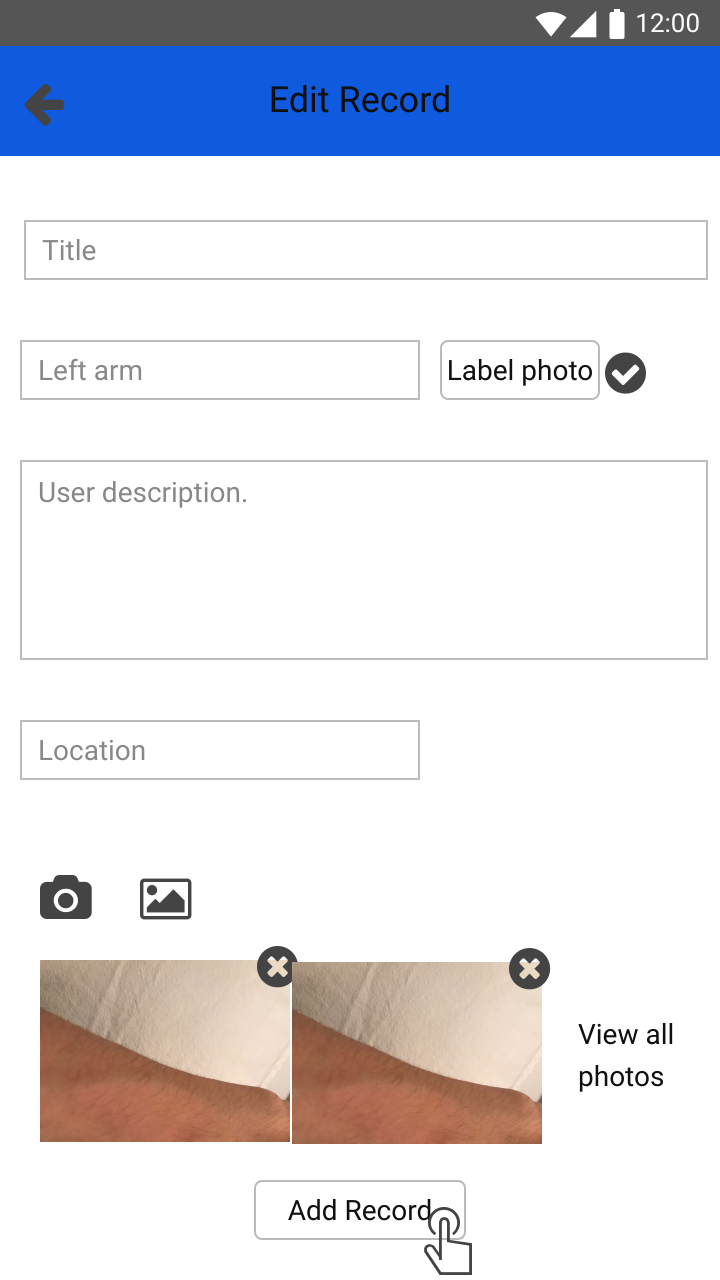 12:00
Edit Record
Title
Left arm
Label photo
User description.
Location
View all
photos
Add Record